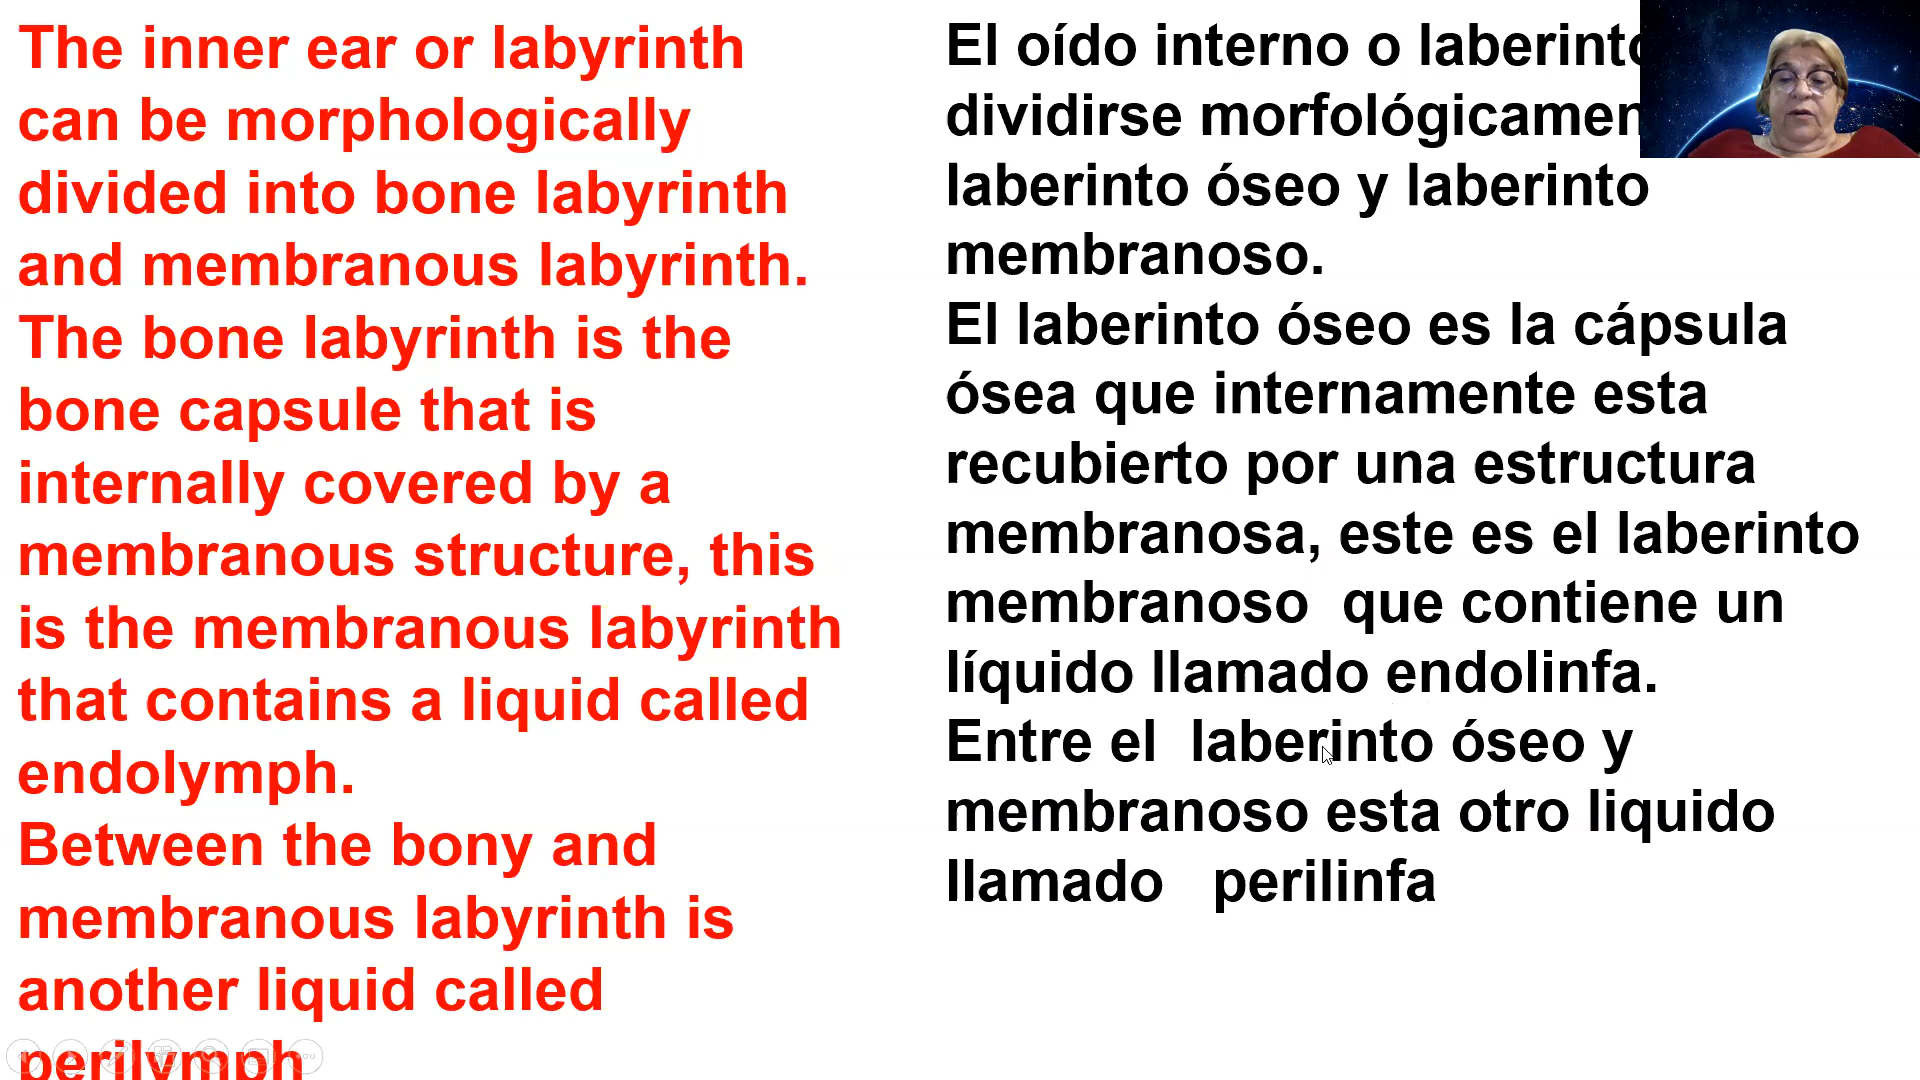 The inner ear or labyrinth
can be morphologically
divided into bone labyrinth
and membranous labyrinth.
The bone labyrinth is the
bone capsule that is
internally covered by a
membranous structure, this
is the membranous labyrinth
that contains a liquid called
endolymph.
Between the bony and
membranous labyrinth is
another liquid called
perilymph
El oído interno o laberinto
dividirse morfológicamen
laberinto óseo y laberinto
membranoso.
El laberinto óseo es la cápsula
ósea que internamente esta
recubierto por una estructura
membranosa, este es el laberinto
membranoso  que contiene un
líquido llamado endolinfa.
Entre el  laberinto óseo y
membranoso esta otro liquido
llamado   perilinfa